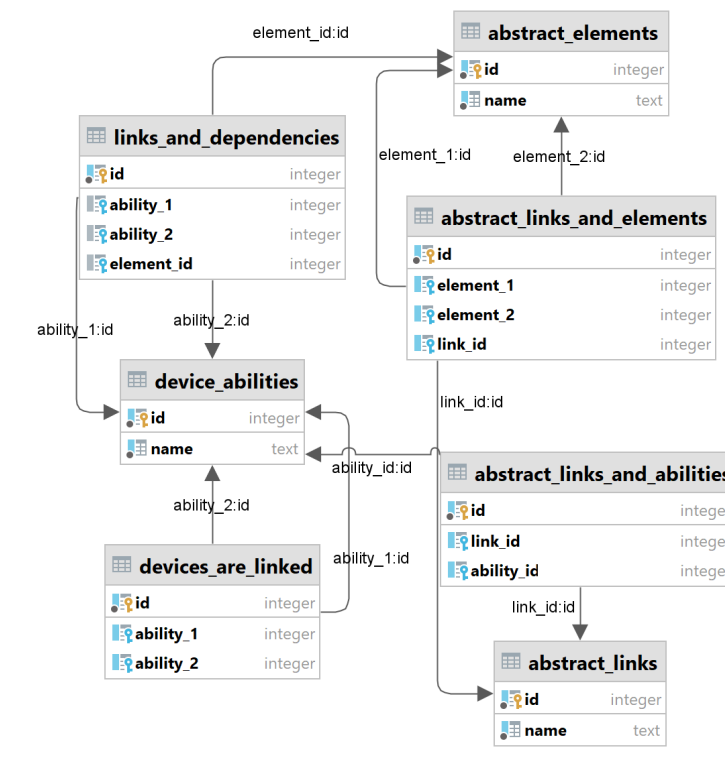 element_id:id
abstract_elements
id integer
name text
links_and_dependencies
id integer
ability_1 integer
ability_2 integer
element_id integer
element_1:id
element_2:id
abstract_links_and_elements
id integer
element_1 integer
element_2 integer
link_id integer
ability_1:id
ability_2:id
device_abilities
id integer
name text
link_id:id
ability_id:id
abstract_links_and_abilities
id intege
link_id intege
ability_id intege
ability_2:id
ability_1:id
devices_are_linked
id integer
ability_1 integer
ability_2 integer
link_id:id
abstract_links
id integer
name text